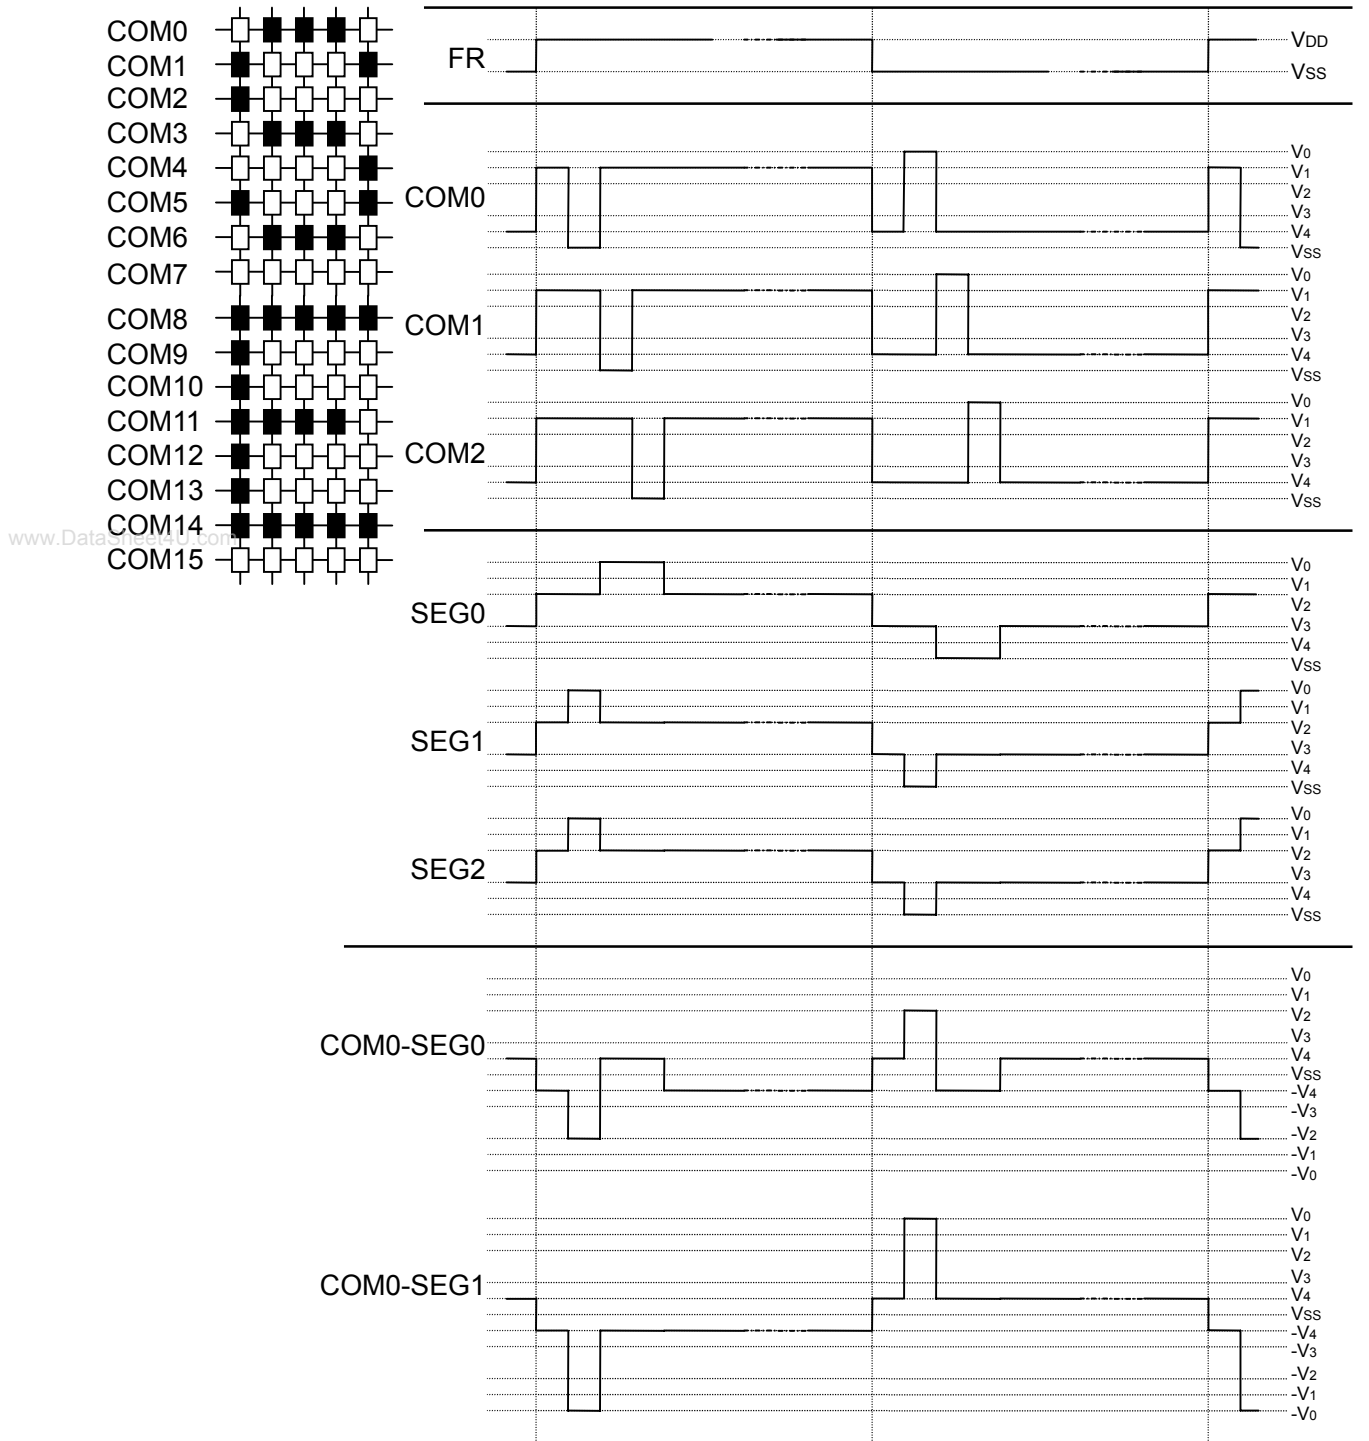 COM0
COM1
COM2
COM3
COM4
COM5
COM6
COM7
COM8
COM9
COM10
COM11
COM12
COM13
COM14
COM15
www.DataSheet4U.com
FR
VDD
VSS
COM0
V0
V1
V2
V3
V4
VSS
COM1
V0
V1
V2
V3
V4
VSS
COM2
V0
V1
V2
V3
V4
VSS
SEG0
V0
V1
V2
V3
V4
VSS
SEG1
V0
V1
V2
V3
V4
VSS
SEG2
V0
V1
V2
V3
V4
VSS
COM0-SEG0
V0
V1
V2
V3
V4
VSS
-V4
-V3
-V2
-V1
-V0
COM0-SEG1
V0
V1
V2
V3
V4
VSS
-V4
-V3
-V2
-V1
-V0